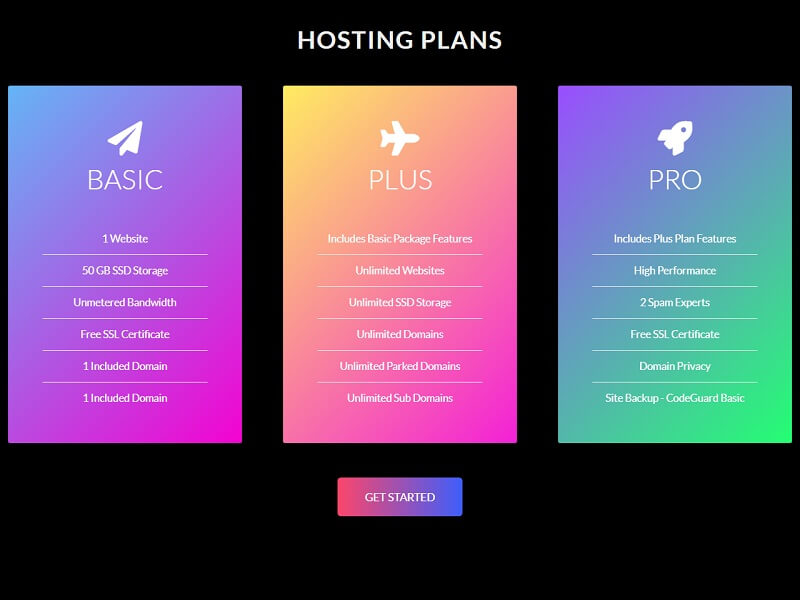 HOSTING PLANS
BASIC
1 Website
50 GB SSD Storage
Unmetered Bandwidth
Free SSL Certificate
1 Included Domain
1 Included Domain
PLUS
Includes Basic Package Features
Unlimited Websites
Unlimited SSD Storage
Unlimited Domains
Unlimited Parked Domains
Unlimited Sub Domains
PRO
Includes Plus Plan Features
High Performance
2 Spam Experts
Free SSL Certificate
Domain Privacy
Site Backup - CodeGuard Basic
GET STARTED